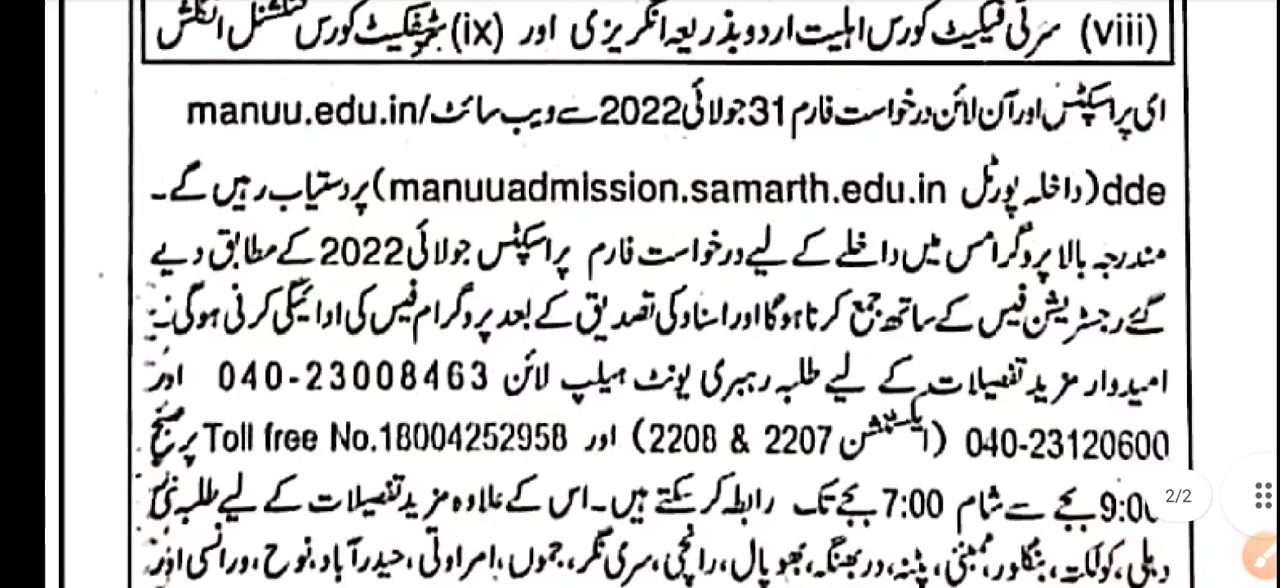 (viii) سرٹی فیکیٹ کورس اہلیت اردو بذریعہ انگریزی اور (ix) سرٹیفکیٹ کورس فنکشنل انگلش
ای پراسپکٹس اور آن لائن درخواست فارم 31 جولائی 2022 سے ویب سائٹ manuu.edu.in/
dde (داخلہ پورٹل manuuadmission.samarth.edu.in) پر دستیاب رہیں گے۔
مندرجہ بالا پروگرامس میں داخلے کے لیے درخواست فارم پراسپکٹس جولائی 2022 کے مطابق دیے
گئے رجسٹریشن فیس کے ساتھ جمع کرنا ہوگا اور اسناد کی تصدیق کے بعد پروگرام فیس کی ادائیگی کرنی ہوگی۔
امیدوار مزید تفصیلات کے لیے طلبہ رہبری یونٹ ہیلپ لائن 040-23008463 اور
040-23120600 (ایکسٹنشن 2207 & 2208) اور Toll free No.18004252958 پر صبح
9:00 بجے سے شام 7:00 بجے تک رابطہ کرسکتے ہیں۔ اس کے علاوہ مزید تفصیلات کے لیے طلبہ نئی
دہلی، کولکاتہ، بنگلور، ممبئی، پٹنہ، دربھنگہ، بھوپال، رانچی، سری نگر، جموں، امراوتی، حیدرآباد، نوح، ورانسی اور
2/2